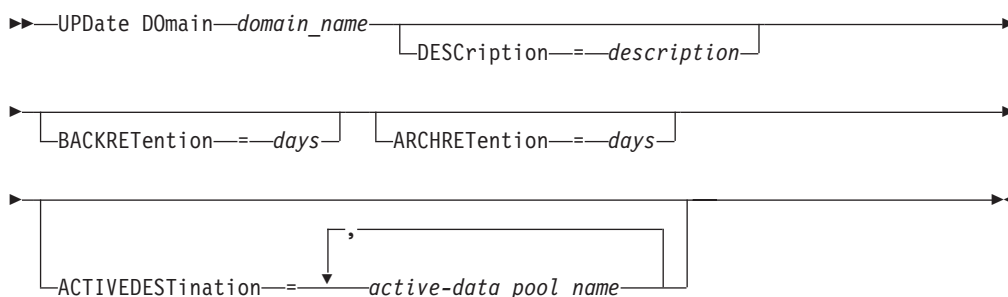 UPDate DOmain domain_name
DESCription = description
BACKRETention = days ARCHRETention = days
,
ACTIVEDESTination = active-data pool name